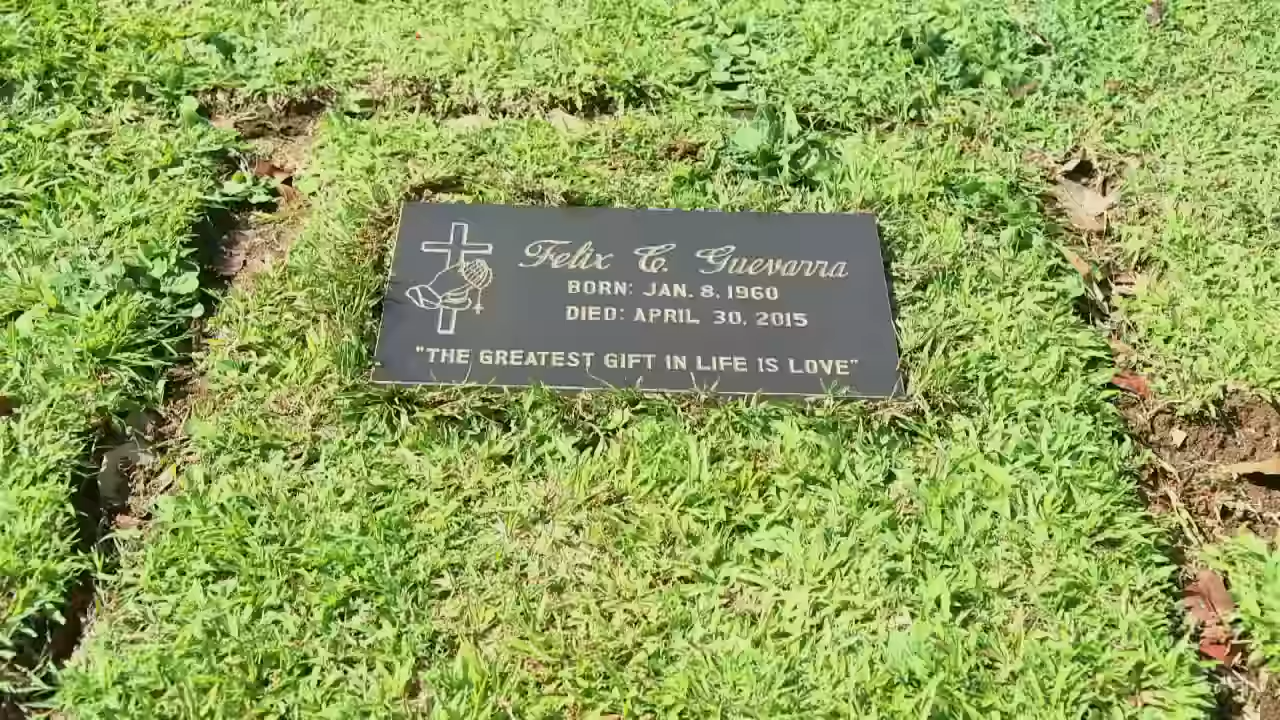 Felix C. Guevarra
BORN: JAN. 8, 1960
DIED: APRIL 30, 2015
"THE GREATEST GIFT IN LIFE IS LOVE"